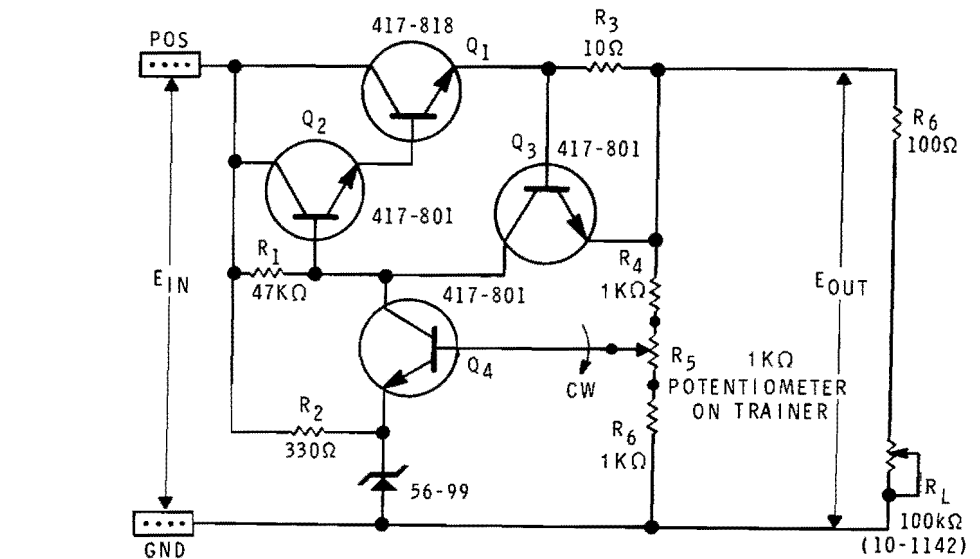 417-818
POS
Q1
R3
10Ω
Q2
Q3
417-801
R6
100Ω
417-801
R1
47KΩ
EIN
417-801
R4
1KΩ
EOUT
Q4
CW
R5
1KΩ
POTENTIOMETER
ON TRAINER
R2
330Ω
R6
1KΩ
56-99
RL
100kΩ
(10-1142)
GND